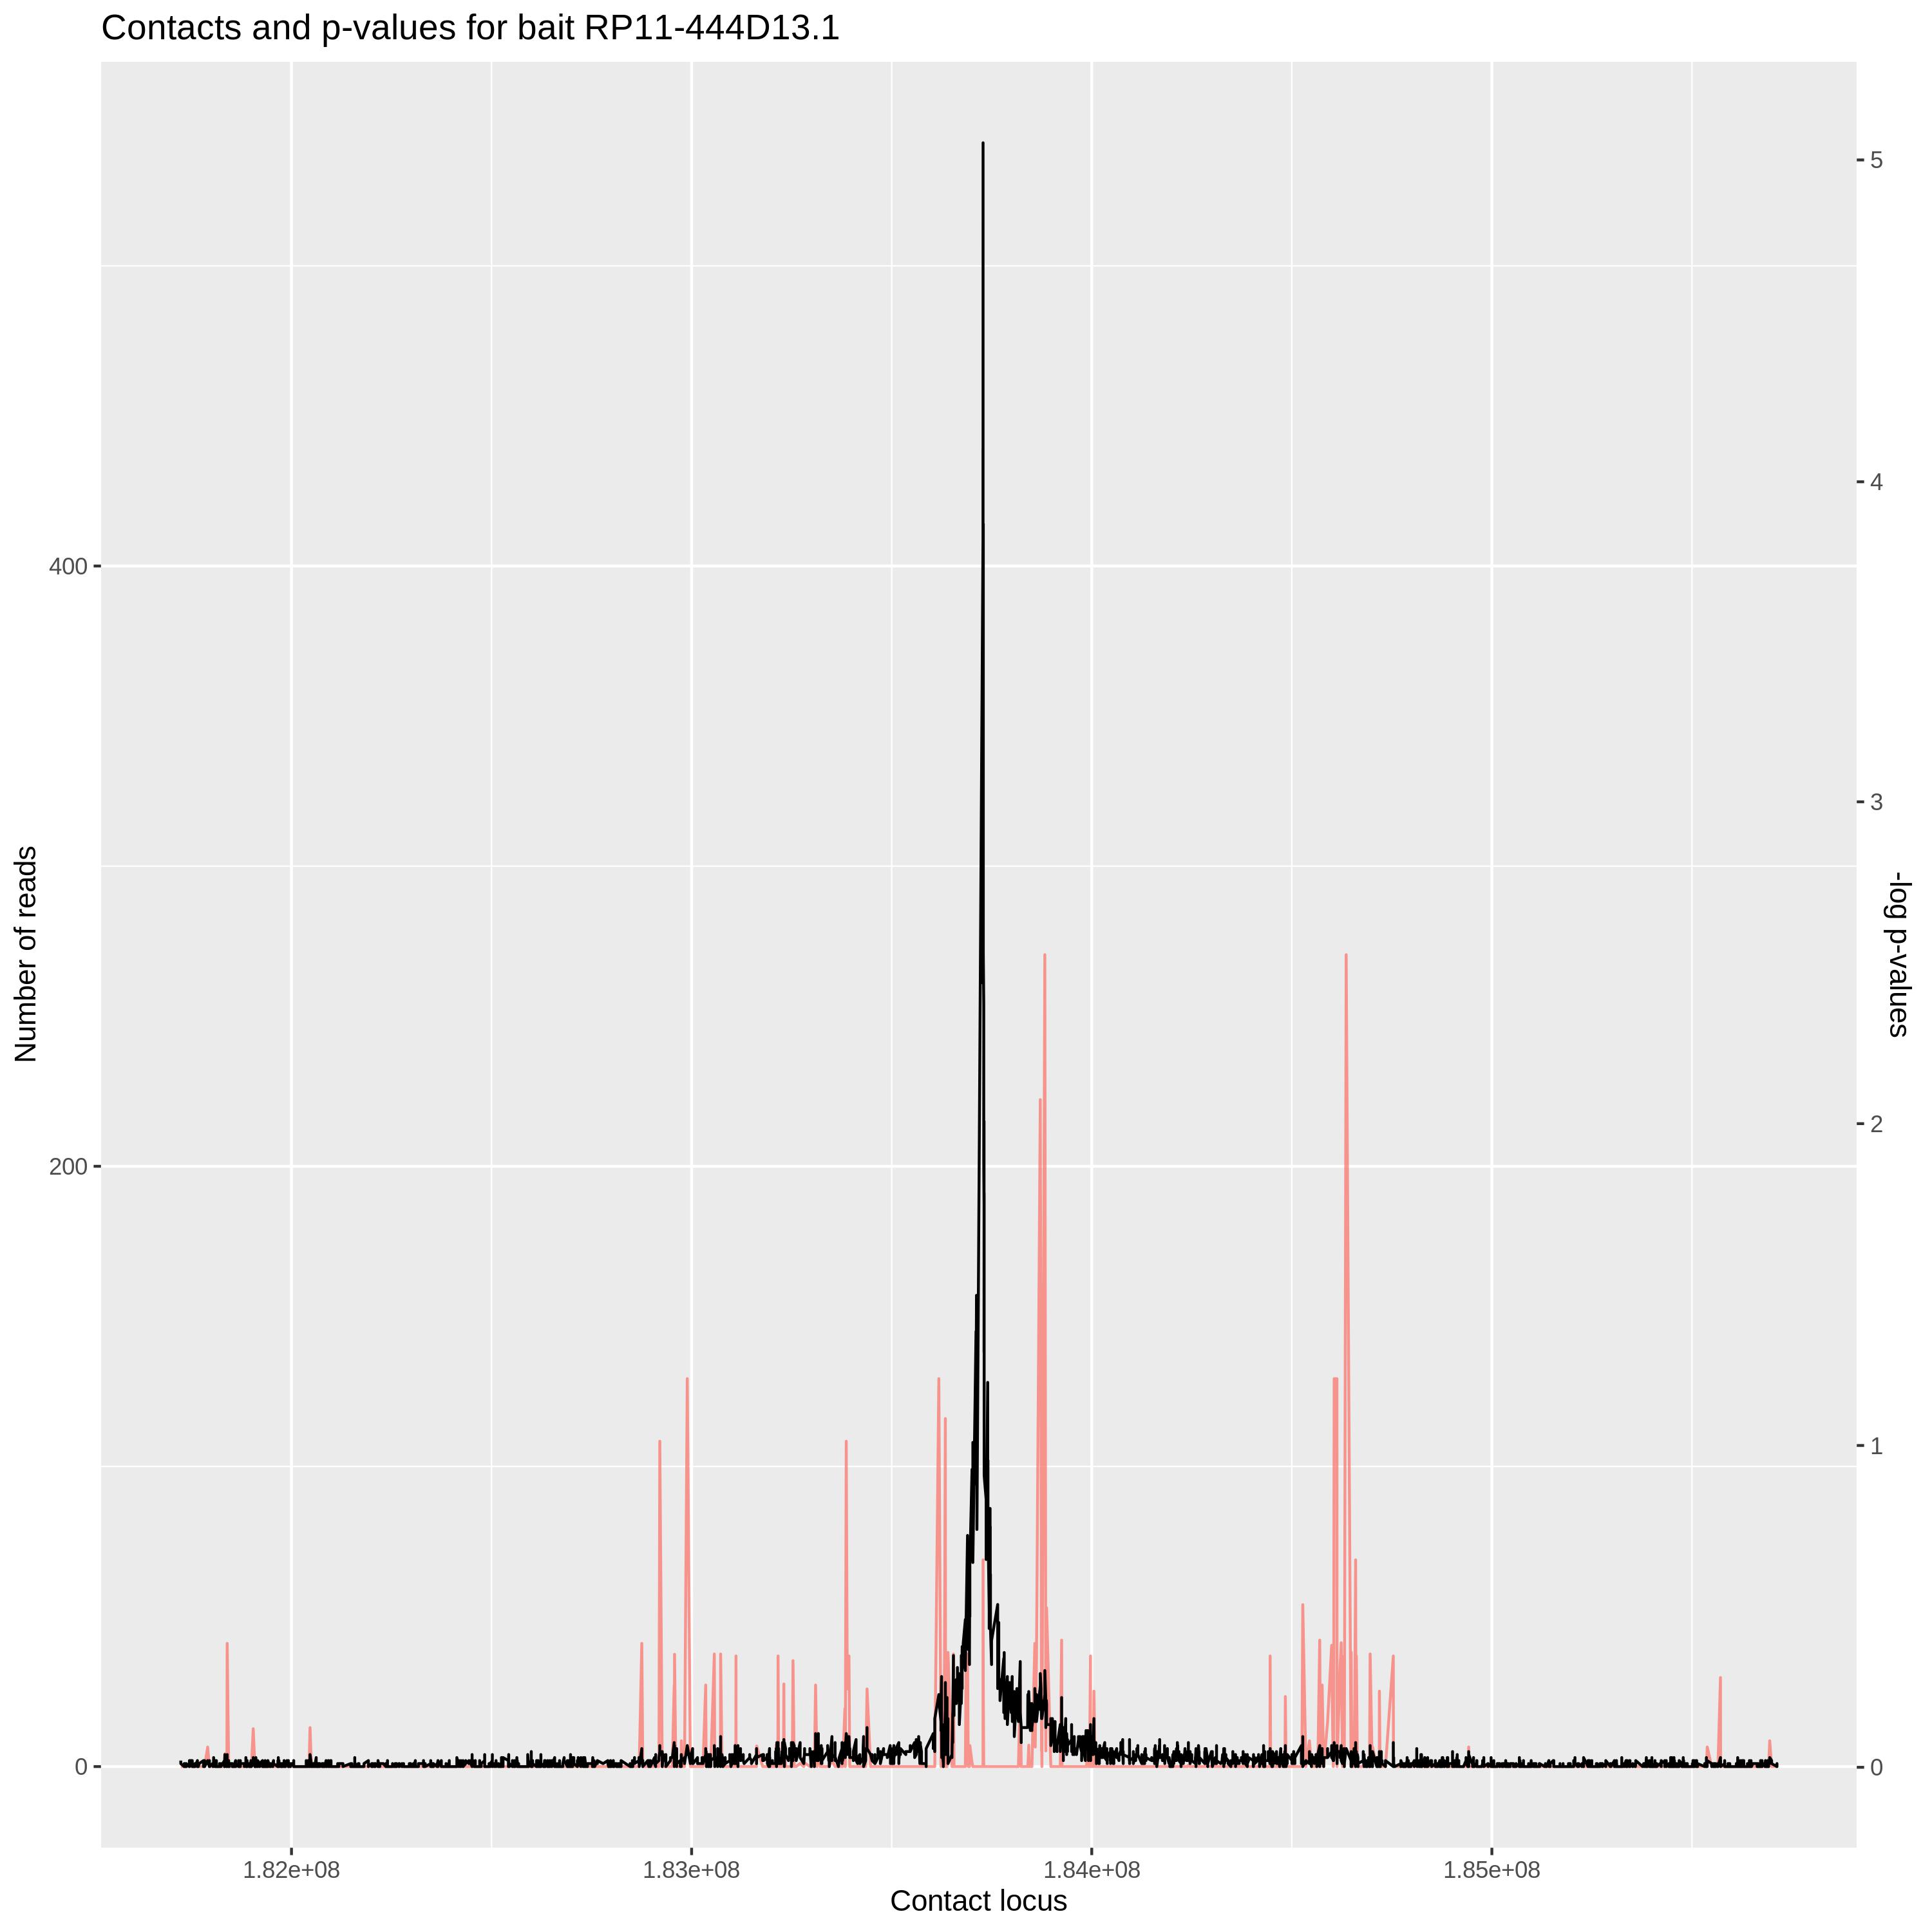 Contacts and p-values for bait RP11-444D13.1
Number of reads
400
200
0
5
4
3
2
1
0
-log p-values
1.82e+08 1.83e+08 1.84e+08 1.85e+08
Contact locus